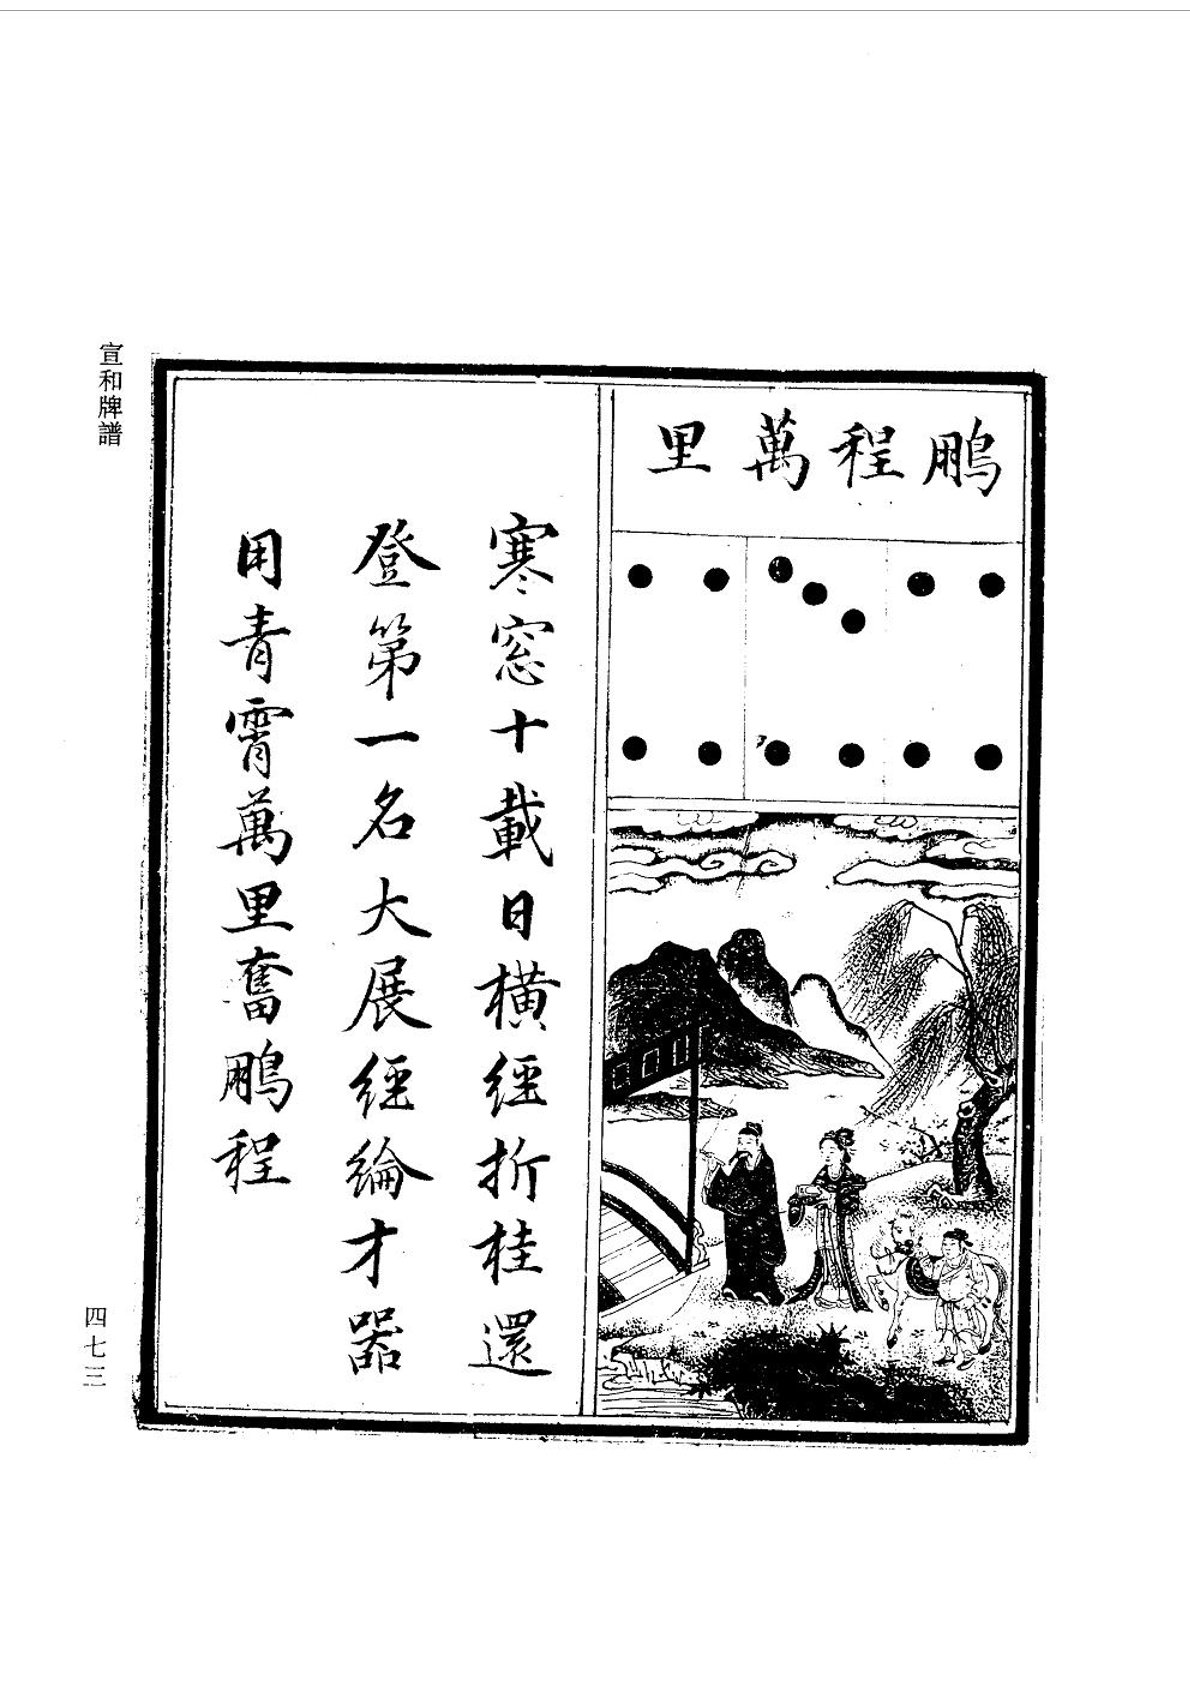 鵬程萬里
寒窓十載日橫經折桂還
登第一名大展經綸才器
用青霄萬里奮鵬程
宣和牌譜
四七三